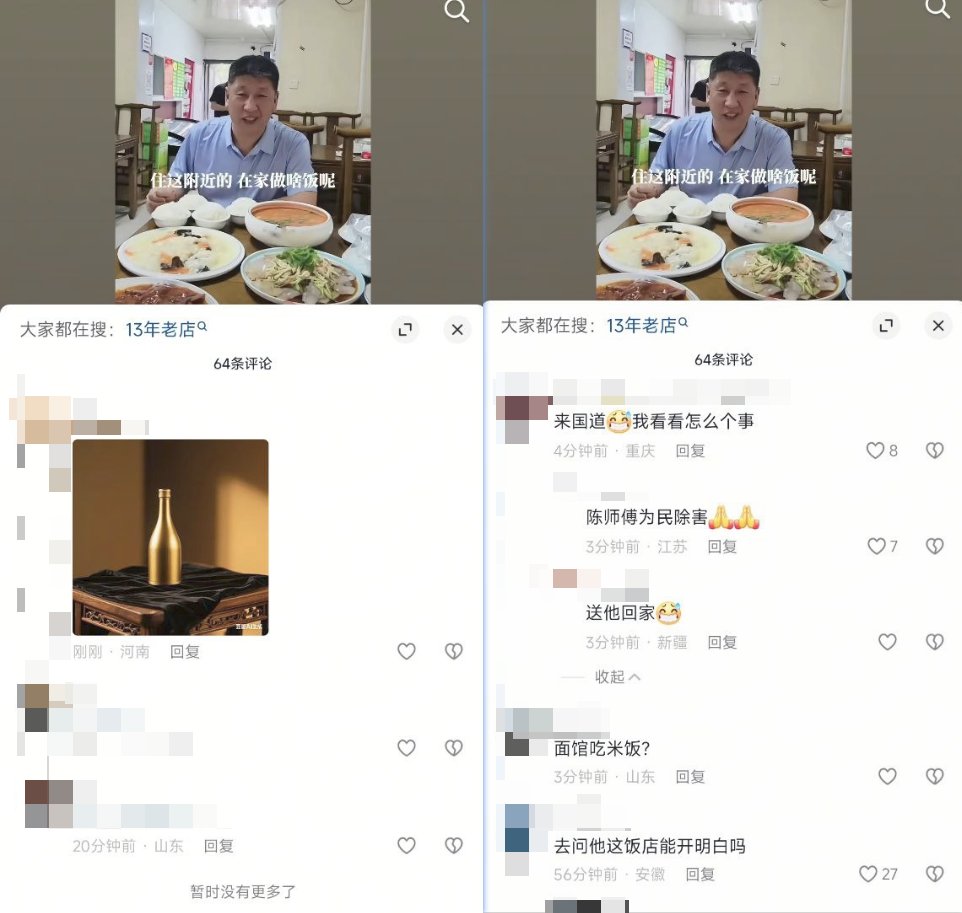 住这附近的 在家做啥饭呢
大家都在搜：13年老店
64条评论
刚刚 · 河南 回复
20分钟前 · 山东 回复
暂时没有更多了
住这附近的 在家做啥饭呢
大家都在搜：13年老店
64条评论
来国道😅我看看怎么个事
4分钟前 · 重庆 回复 8
陈师傅为民除害🙏🙏
3分钟前 · 江苏 回复 7
送他回家😅
3分钟前 · 新疆 回复
收起
面馆吃米饭?
3分钟前 · 山东 回复
去问他这饭店能开明白吗
56分钟前 · 安徽 回复 27